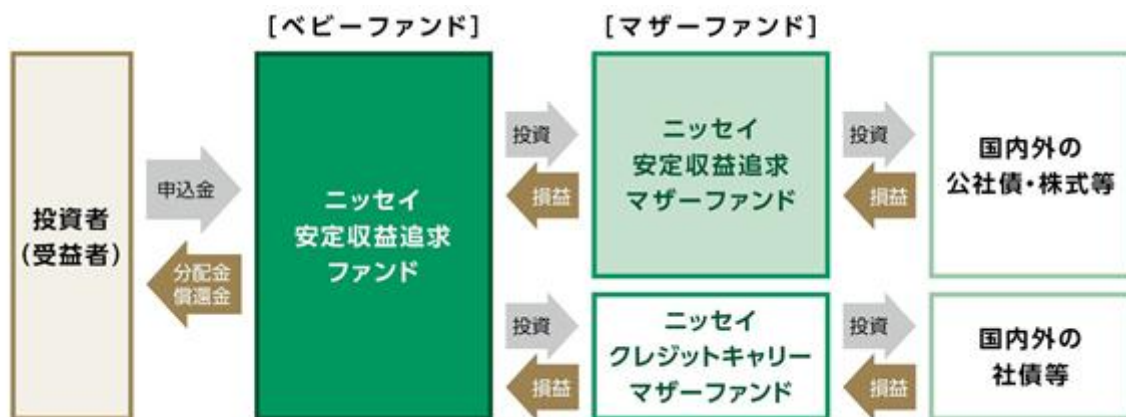 ［ベビーファンド］
［マザーファンド］
投資者
（受益者）
申込金
分配金
償還金
ニッセイ
安定収益追求
ファンド
投資
損益
ニッセイ
安定収益追求
マザーファンド
投資
損益
国内外の
公社債・株式等
投資
損益
ニッセイ
クレジットキャリー
マザーファンド
投資
損益
国内外の
社債等